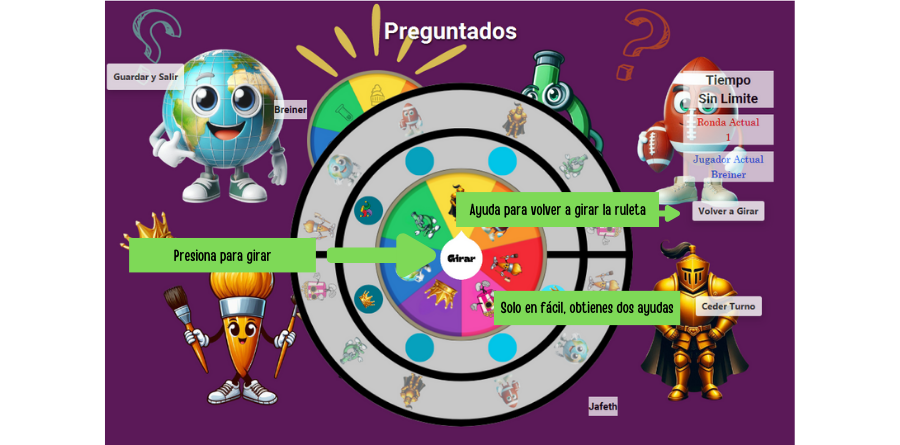 Preguntados
Guardar y Salir
Breiner
Tiempo
Sin Limite
Ronda Actual
1
Jugador Actual
Breiner
Ayuda para volver a girar la ruleta
Volver a Girar
Presiona para girar
Girar
Solo en fácil, obtienes dos ayudas
Ceder Turno
Jafeth